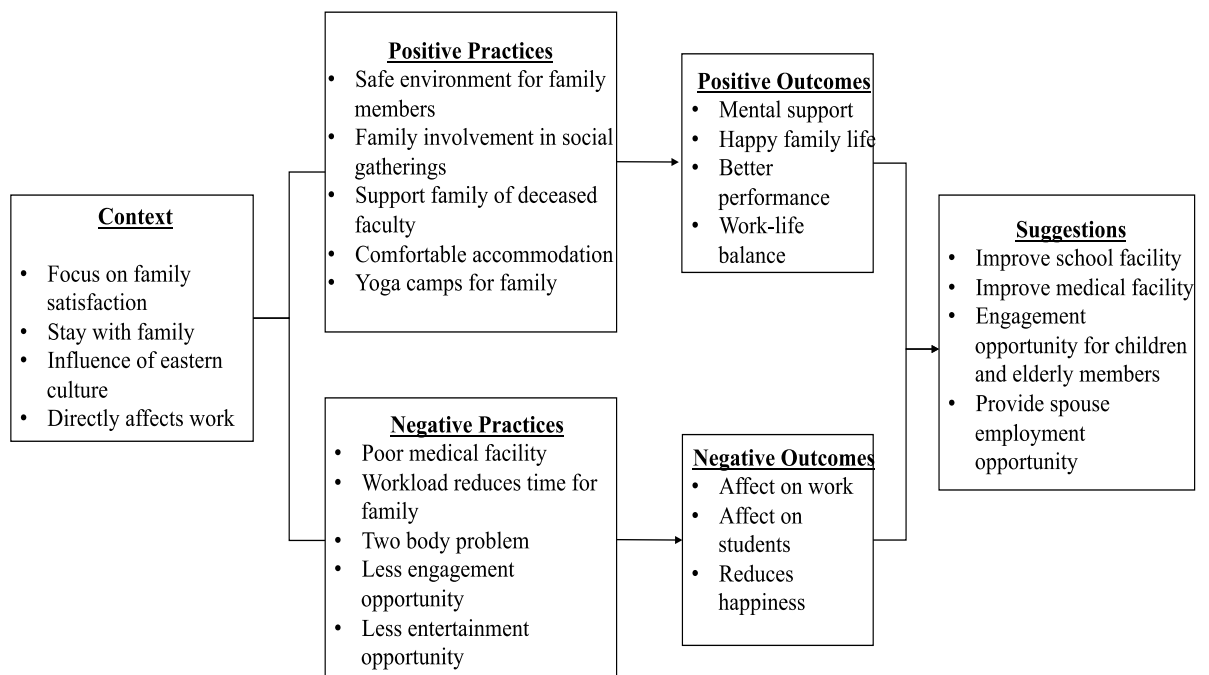 Context
• Focus on family
satisfaction
• Stay with family
• Influence of eastern
culture
• Directly affects work
Positive Practices
• Safe environment for family
members
• Family involvement in social
gatherings
• Support family of deceased
faculty
• Comfortable accommodation
• Yoga camps for family
Negative Practices
• Poor medical facility
• Workload reduces time for
family
• Two body problem
• Less engagement
opportunity
• Less entertainment
opportunity
Positive Outcomes
• Mental support
• Happy family life
• Better
performance
• Work-life
balance
Negative Outcomes
• Affect on work
• Affect on
students
• Reduces
happiness
Suggestions
• Improve school facility
• Improve medical facility
• Engagement
opportunity for children
and elderly members
• Provide spouse
employment
opportunity